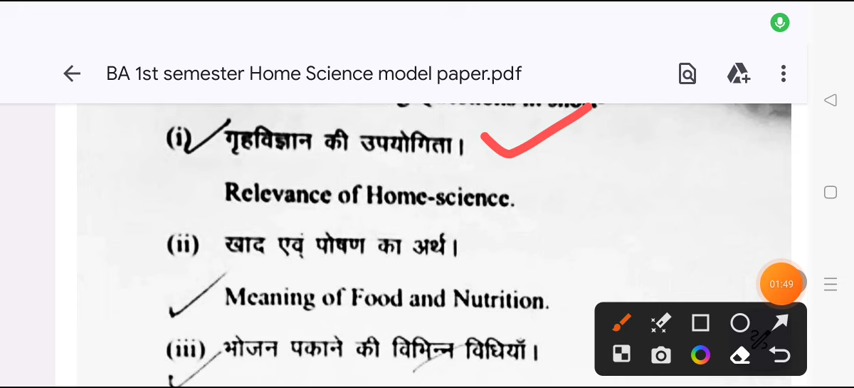 BA 1st semester Home Science model paper.pdf
(i) गृहविज्ञान की उपयोगिता।
Relevance of Home-science.
(ii) खाद एवं पोषण का अर्थ।
Meaning of Food and Nutrition.
(iii) भोजन पकाने की विभिन्न विधियाँ।
01:49